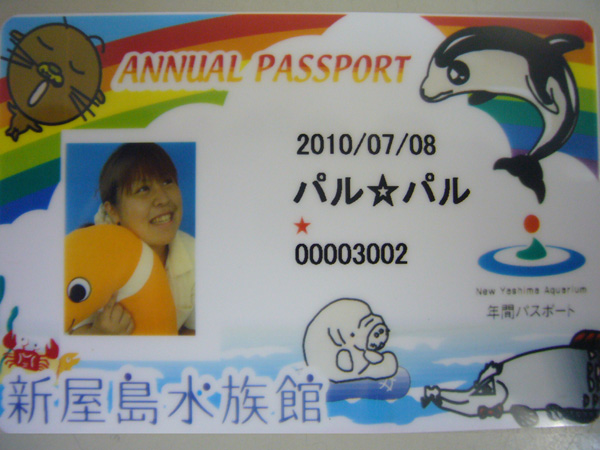 ANNUAL PASSPORT
2010/07/08
パル☆パル
★
00003002
New Yashima Aquarium
年間パスポート
新屋島水族館